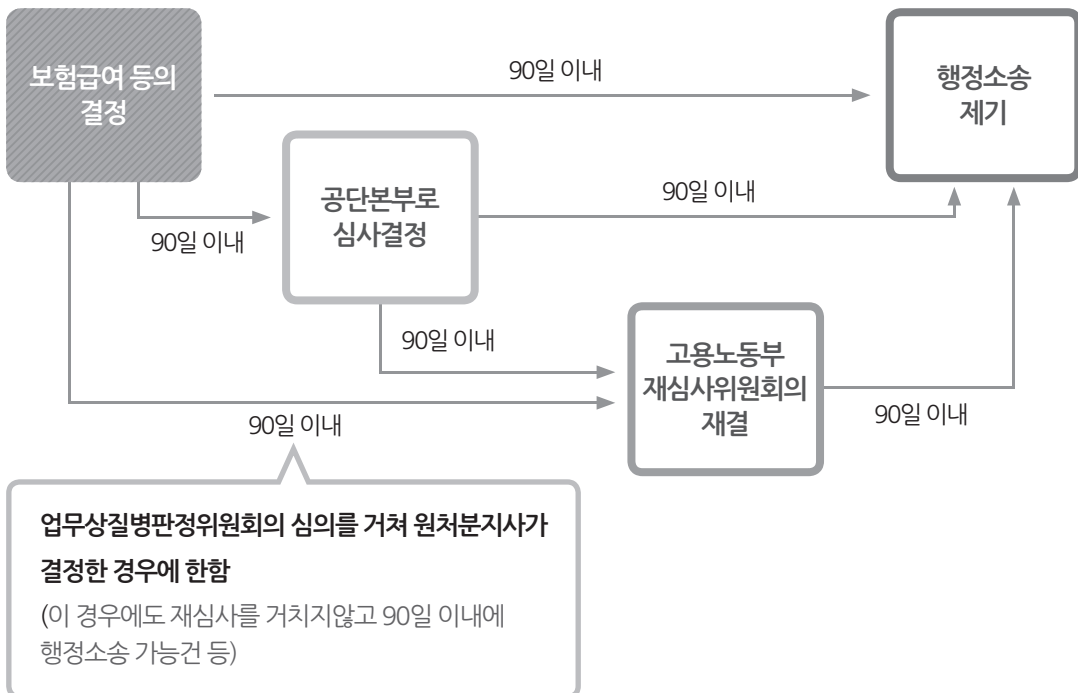 보험급여 등의
결정
90일 이내
행정소송
제기
90일 이내
공단본부로
심사결정
90일 이내
90일 이내
고용노동부
재심사위원회의
재결
90일 이내
90일 이내
업무상질병판정위원회의 심의를 거쳐 원처분지사가
결정한 경우에 한함
(이 경우에도 재심사를 거치지않고 90일 이내에
행정소송 가능건 등)